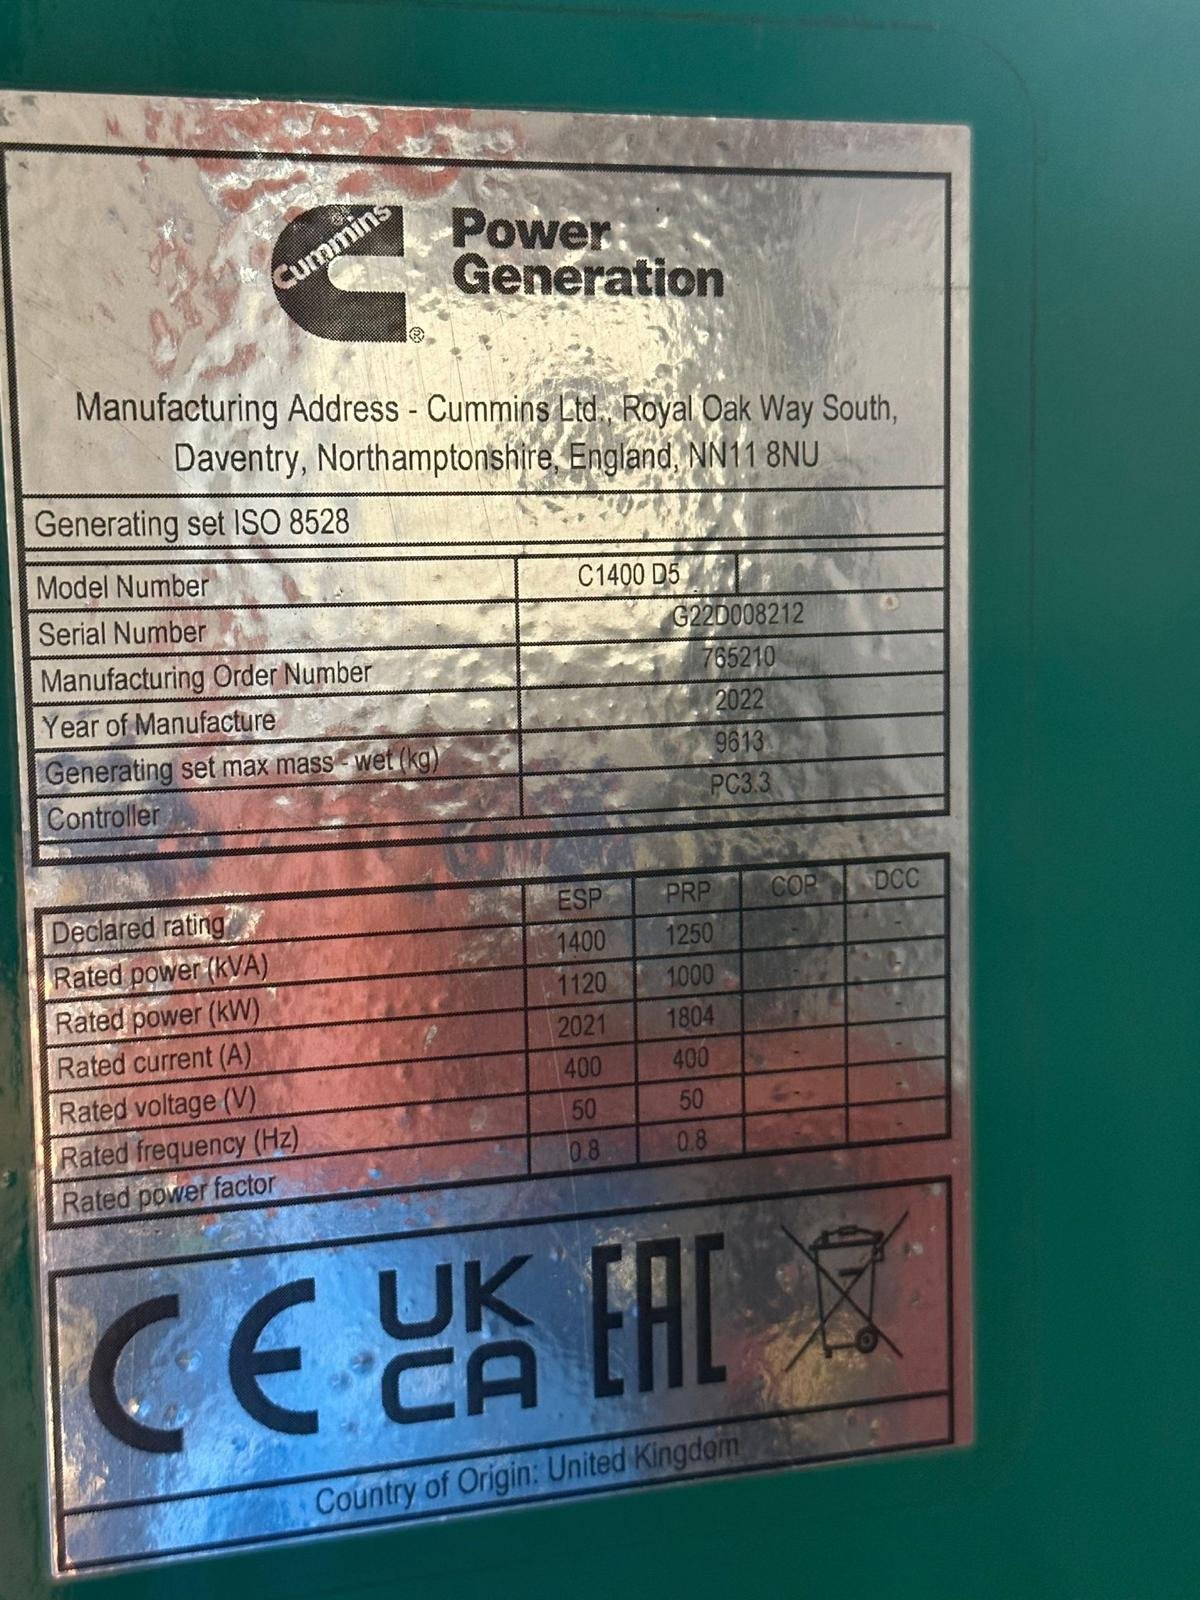 Cummins
®
Power
Generation
Manufacturing Address - Cummins Ltd., Royal Oak Way South,
Daventry, Northamptonshire, England, NN11 8NU
Generating set ISO 8528
Model Number C1400 D5
Serial Number G22D008212
Manufacturing Order Number 765210
Year of Manufacture 2022
Generating set max mass - wet (kg) 9613
Controller PC3.3
Declared rating ESP PRP COP DCC
Rated power (kVA) 1400 1250 - -
Rated power (kW) 1120 1000 - -
Rated current (A) 2021 1804 - -
Rated voltage (V) 400 400 - -
Rated frequency (Hz) 50 50 - -
Rated power factor 0.8 0.8 - -
CE UK CA EAC
Country of Origin: United Kingdom